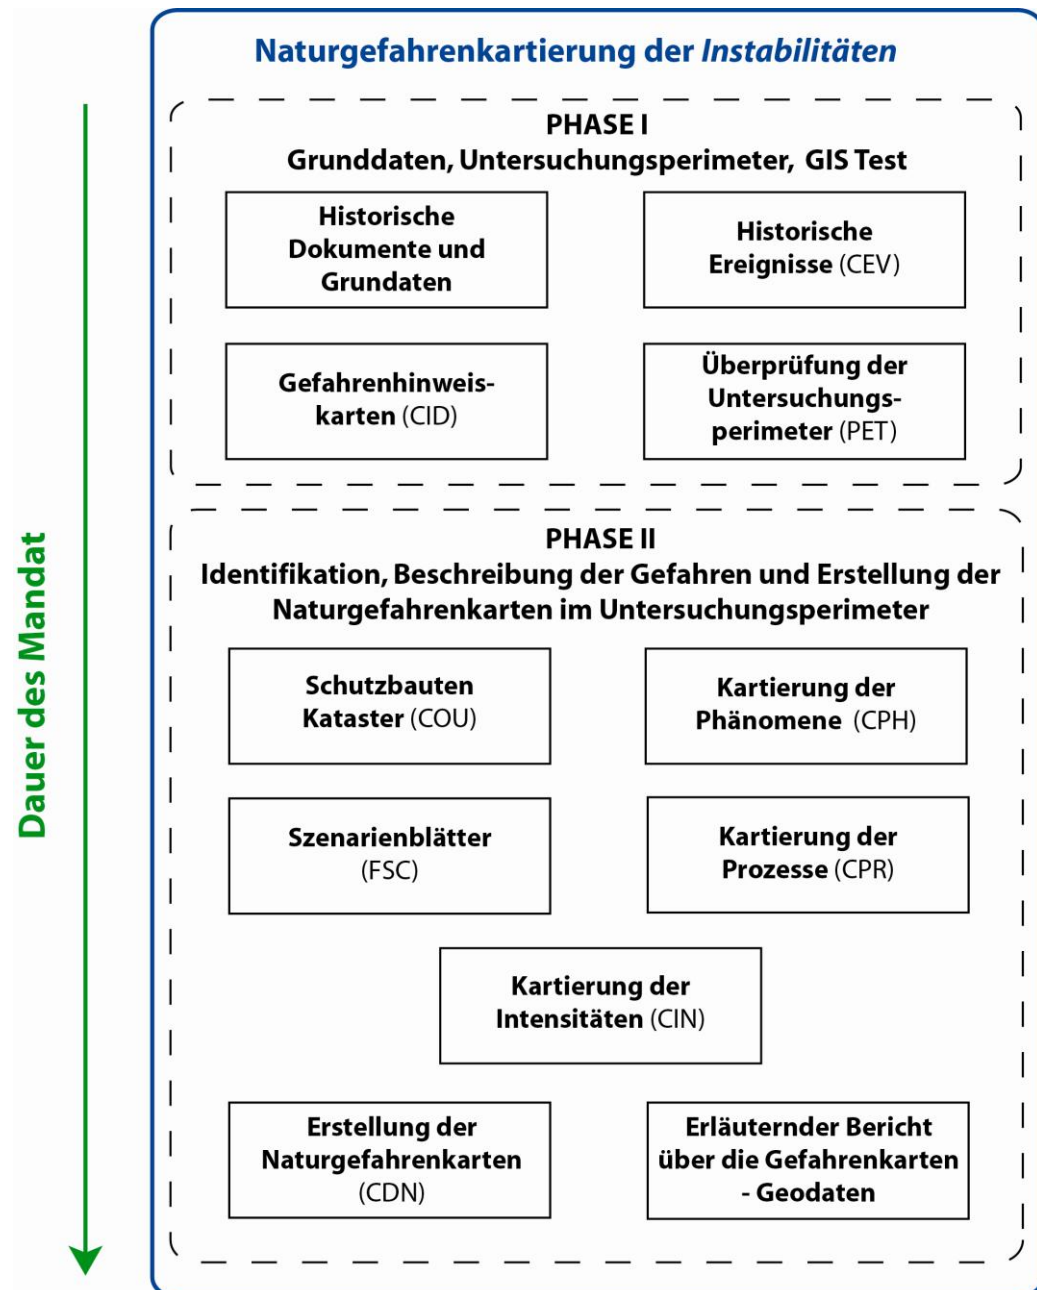 Naturgefahrenkartierung der Instabilitäten
Dauer des Mandat
PHASE I
Grunddaten, Untersuchungsperimeter, GIS Test
Historische
Dokumente und
Grundaten
Historische
Ereignisse (CEV)
Gefahrenhinweis-
karten (CID)
Überprüfung der
Untersuchungs-
perimeter (PET)
PHASE II
Identifikation, Beschreibung der Gefahren und Erstellung der
Naturgefahrenkarten im Untersuchungsperimeter
Schutzbauten
Kataster (COU)
Kartierung der
Phänomene (CPH)
Szenarienblätter
(FSC)
Kartierung der
Prozesse (CPR)
Kartierung der
Intensitäten (CIN)
Erstellung der
Naturgefahrenkarten
(CDN)
Erläuternder Bericht
über die Gefahrenkarten
- Geodaten